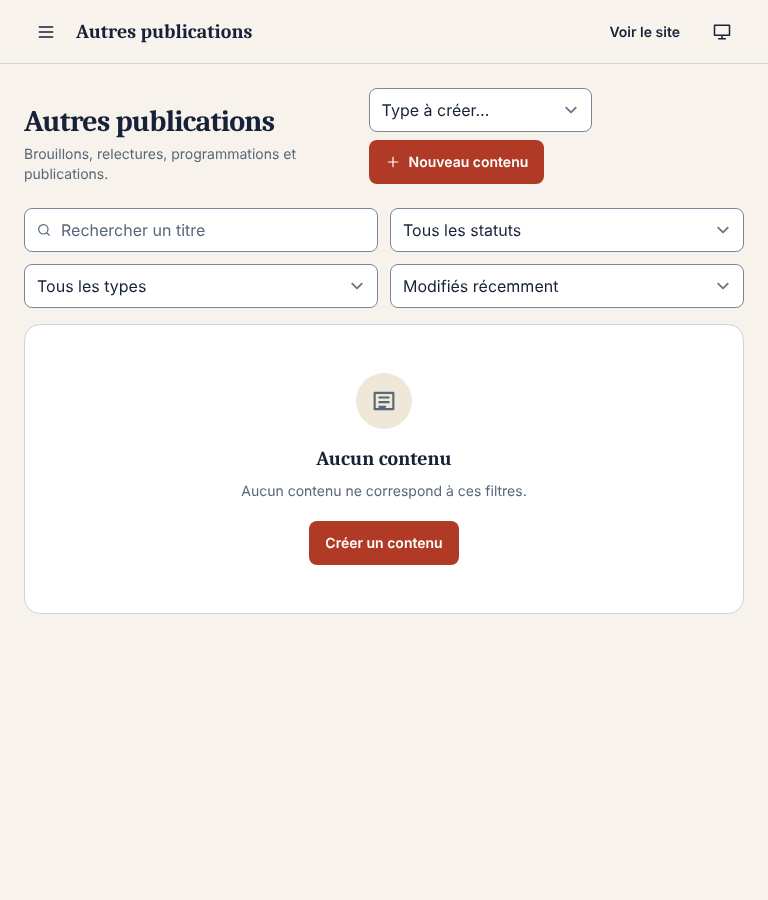 Autres publications
Voir le site
Autres publications
Brouillons, relectures, programmations et
publications.
Type à créer…
Nouveau contenu
Rechercher un titre
Tous les statuts
Tous les types
Modifiés récemment
Aucun contenu
Aucun contenu ne correspond à ces filtres.
Créer un contenu